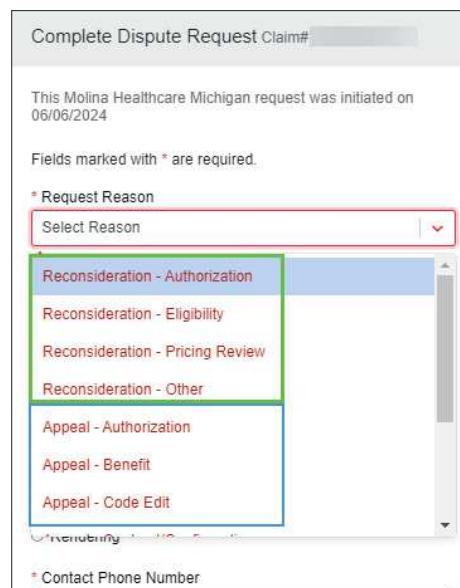 Complete Dispute Request Claim#
This Molina Healthcare Michigan request was initiated on
06/06/2024
Fields marked with * are required.
* Request Reason
Select Reason
Reconsideration - Authorization
Reconsideration - Eligibility
Reconsideration - Pricing Review
Reconsideration - Other
Appeal - Authorization
Appeal - Benefit
Appeal - Code Edit
Rendering
* Contact Phone Number